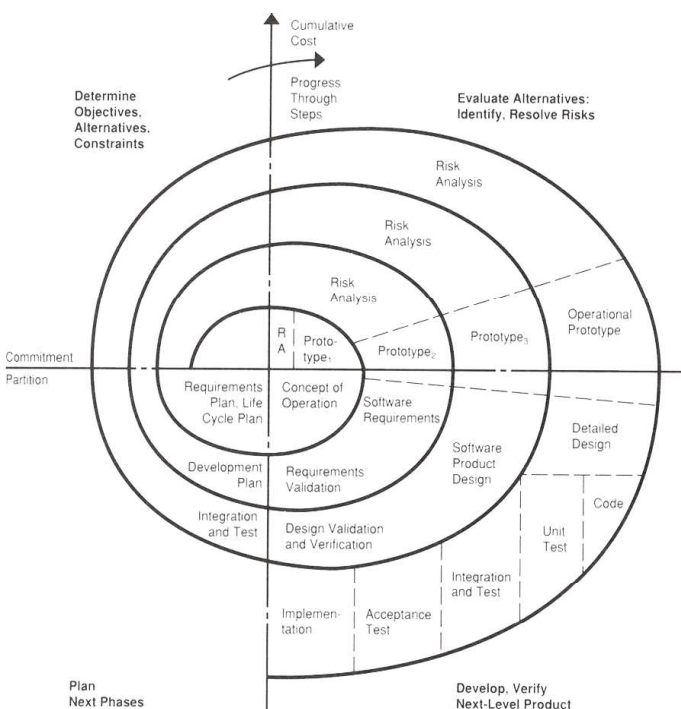 Cumulative
Cost
Progress
Through
Steps
Determine
Objectives,
Alternatives,
Constraints
Evaluate Alternatives:
Identify, Resolve Risks
Risk
Analysis
Risk
Analysis
Risk
Analysis
R
A
Proto-
type1
Prototype2
Prototype3
Operational
Prototype
Commitment
Partition
Requirements
Plan, Life
Cycle Plan
Concept of
Operation
Software
Requirements
Development
Plan
Requirements
Validation
Software
Product
Design
Detailed
Design
Integration
and Test
Design Validation
and Verification
Code
Unit
Test
Integration
and Test
Acceptance
Test
Implemen-
tation
Plan
Next Phases
Develop, Verify
Next-Level Product